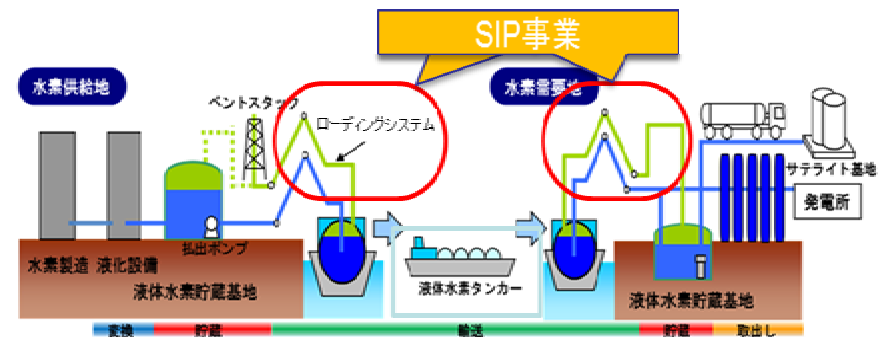 SIP事業
水素供給地
水素需要地
ベントスタック
ローディングシステム
サテライト基地
発電所
払出ポンプ
水素製造 液化設備
液体水素貯蔵基地
液体水素タンカー
液体水素貯蔵基地
変換 貯蔵 輸送 貯蔵 取出し